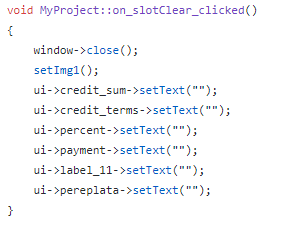 void MyProject::on_slotClear_clicked()
{
window->close();
setImg1();
ui->credit_sum->setText("");
ui->credit_terms->setText("");
ui->percent->setText("");
ui->payment->setText("");
ui->label_11->setText("");
ui->pereplata->setText("");
}